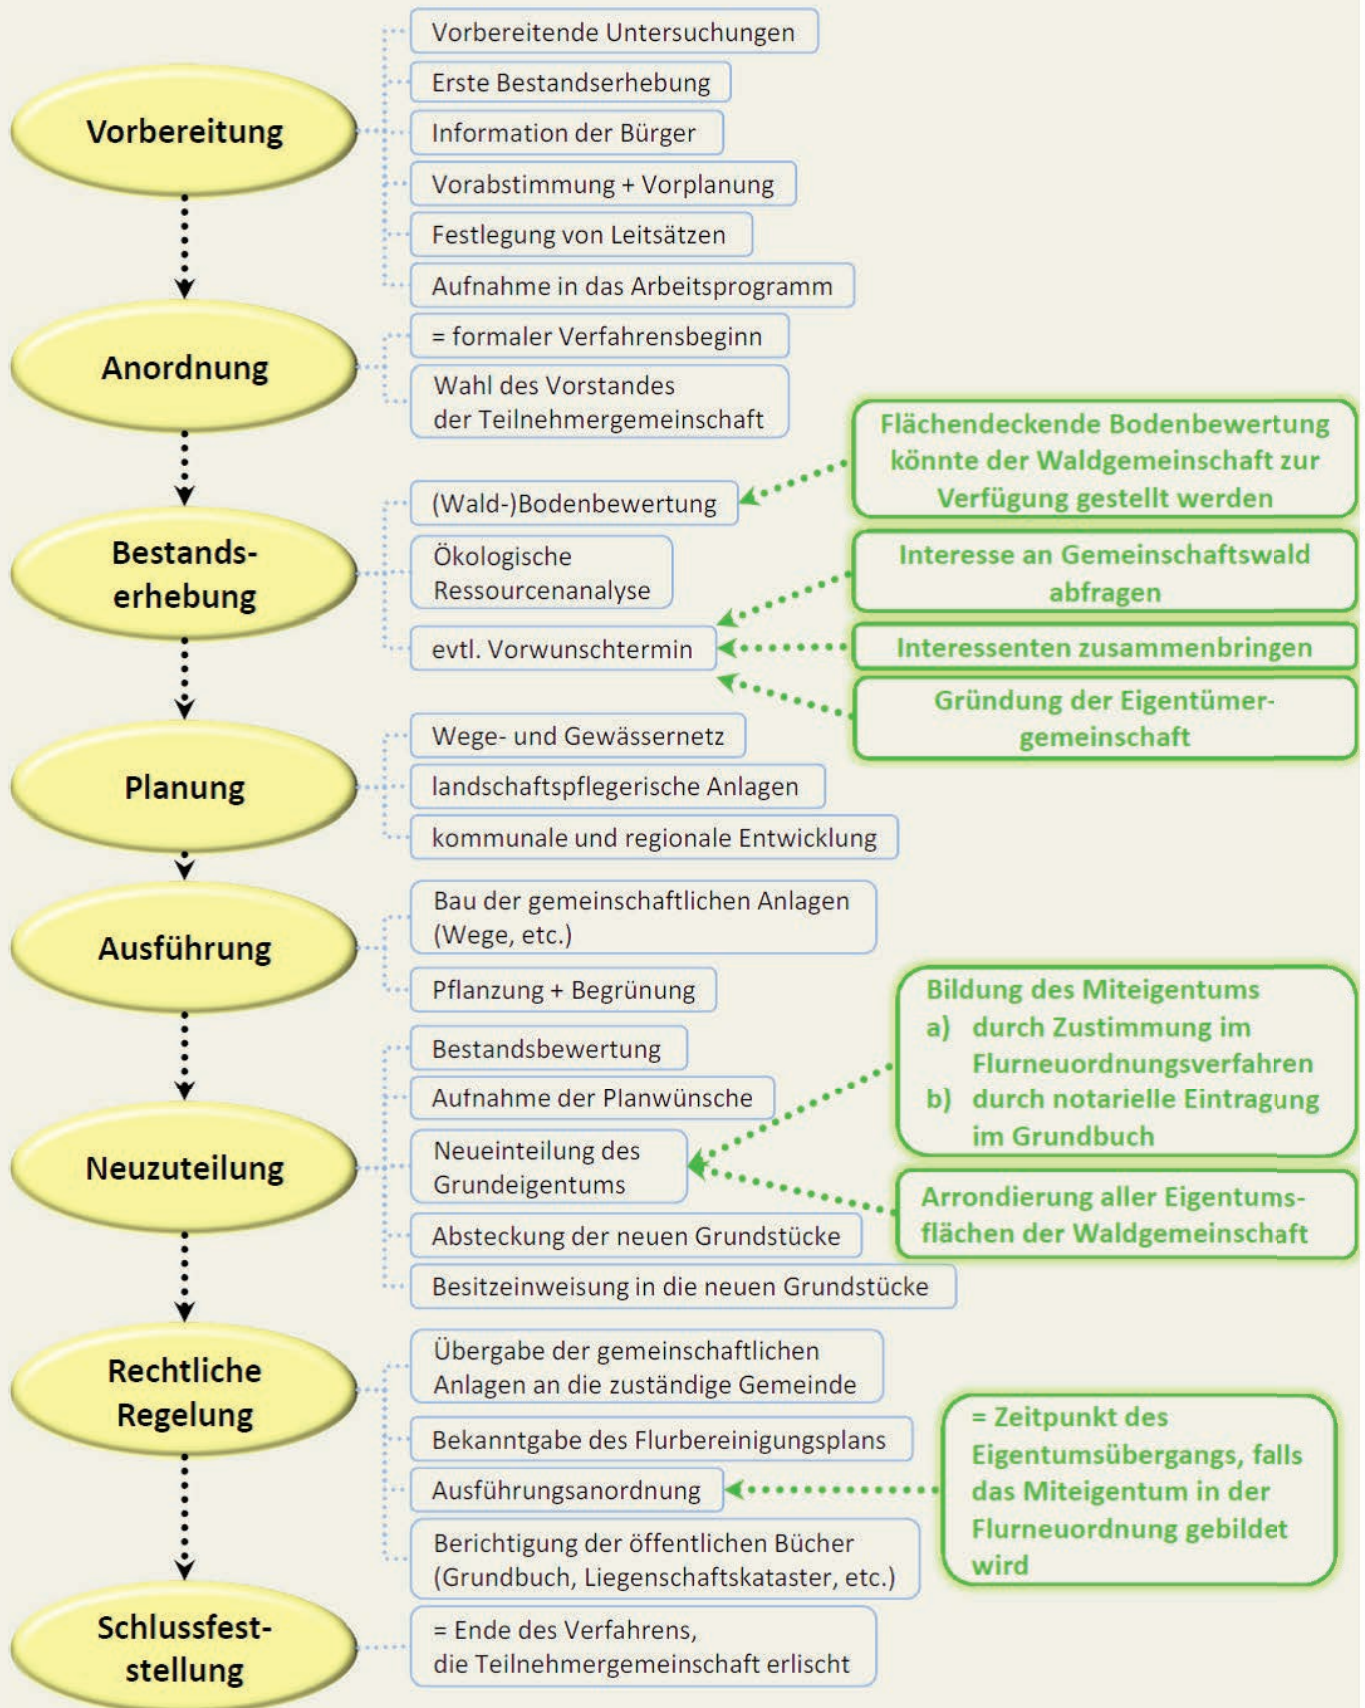 Vorbereitung
Vorbereitende Untersuchungen
Erste Bestandserhebung
Information der Bürger
Vorabstimmung + Vorplanung
Festlegung von Leitsätzen
Aufnahme in das Arbeitsprogramm
Anordnung
= formaler Verfahrensbeginn
Wahl des Vorstandes
der Teilnehmergemeinschaft
Bestands-
erhebung
(Wald-)Bodenbewertung
Flächendeckende Bodenbewertung
könnte der Waldgemeinschaft zur
Verfügung gestellt werden
Ökologische
Ressourcenanalyse
evtl. Vorwunschtermin
Interesse an Gemeinschaftswald
abfragen
Interessenten zusammenbringen
Gründung der Eigentümer-
gemeinschaft
Planung
Wege- und Gewässernetz
landschaftspflegerische Anlagen
kommunale und regionale Entwicklung
Ausführung
Bau der gemeinschaftlichen Anlagen
(Wege, etc.)
Pflanzung + Begrünung
Neuzuteilung
Bestandsbewertung
Aufnahme der Planwünsche
Neueinteilung des
Grundeigentums
Bildung des Miteigentums
a) durch Zustimmung im
Flurneuordnungsverfahren
b) durch notarielle Eintragung
im Grundbuch
Arrondierung aller Eigentums-
flächen der Waldgemeinschaft
Absteckung der neuen Grundstücke
Besitzeinweisung in die neuen Grundstücke
Rechtliche
Regelung
Übergabe der gemeinschaftlichen
Anlagen an die zuständige Gemeinde
Bekanntgabe des Flurbereinigungsplans
Ausführungsanordnung
= Zeitpunkt des
Eigentumsübergangs, falls
das Miteigentum in der
Flurneuordnung gebildet
wird
Berichtigung der öffentlichen Bücher
(Grundbuch, Liegenschaftskataster, etc.)
Schlussfest-
stellung
= Ende des Verfahrens,
die Teilnehmergemeinschaft erlischt